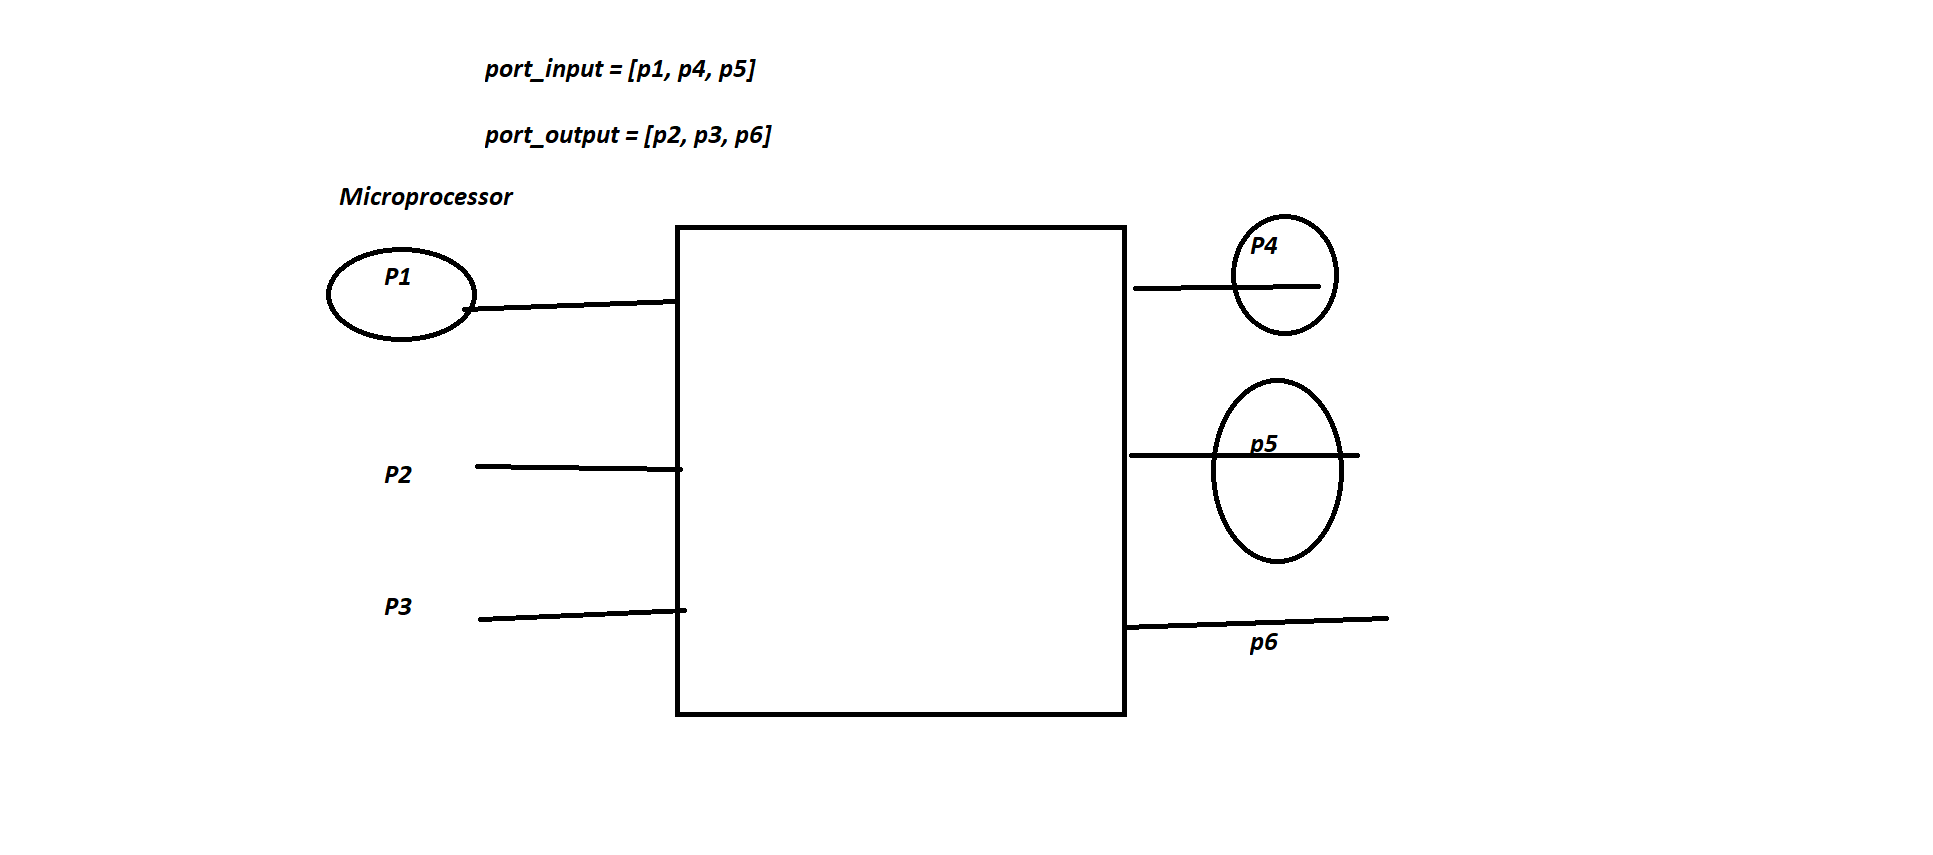 port_input = [p1, p4, p5]
port_output = [p2, p3, p6]
Microprocessor
P1
P4
P2
p5
P3
p6